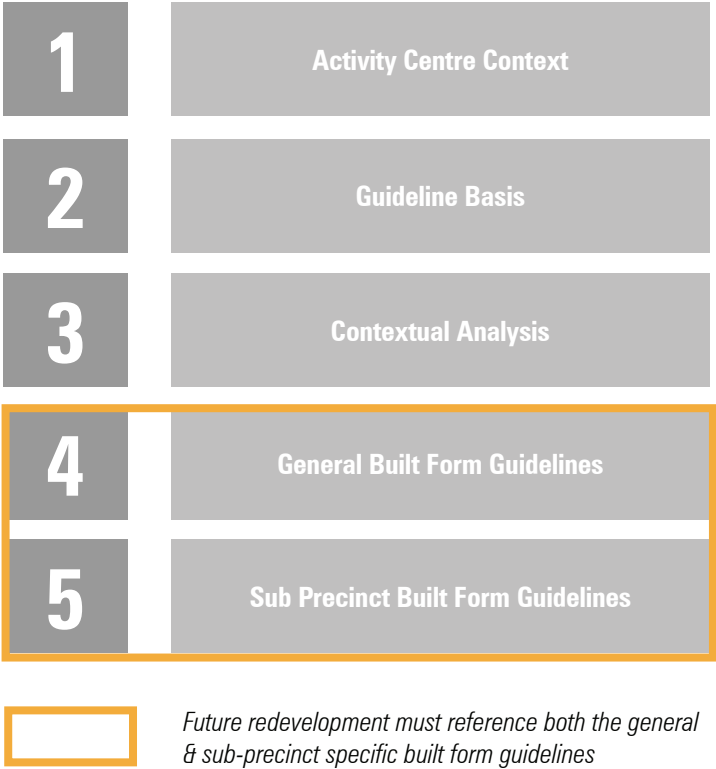 1
Activity Centre Context
2
Guideline Basis
3
Contextual Analysis
4
General Built Form Guidelines
5
Sub Precinct Built Form Guidelines
Future redevelopment must reference both the general
& sub-precinct specific built form guidelines